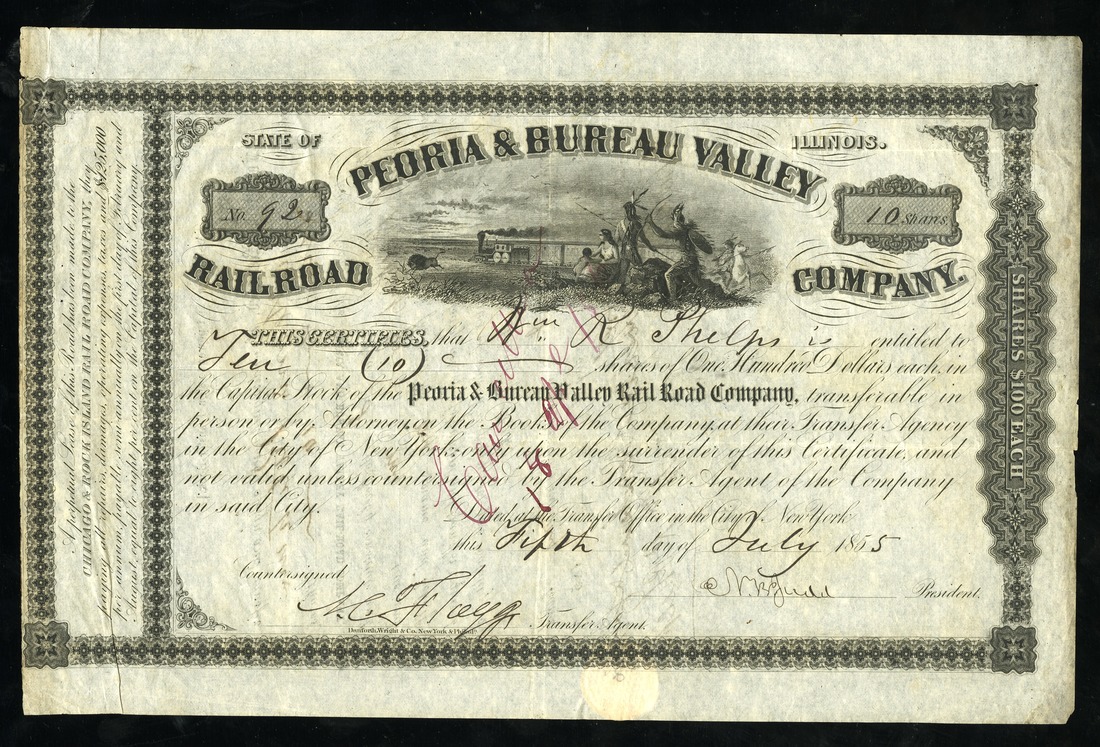 STATE OF ILLINOIS.
PEORIA & BUREAU VALLEY
No. 92
10 Shares
RAILROAD COMPANY.
THIS CERTIFIES, that Wm R Phelps is entitled to
Ten (10) shares of One Hundred Dollars each, in
the Capital Stock of the Peoria & Bureau Valley Rail Road Company, transferable in
person or by Attorney, on the Books of the Company, at their Transfer Agency
in the City of New York, only upon the surrender of this Certificate, and
not valid unless countersigned by the Transfer Agent of the Company
in said City.
Dated, at the Transfer Office in the City of New York
this Fifth day of July 1855
Countersigned
N. B. Judd President.
Transfer Agent.
Danforth, Wright & Co. New York & Philada
SHARES $100 EACH
A perpetual Lease of this Road has been made to the
CHICAGO & ROCK ISLAND RAIL ROAD COMPANY, they
paying all repairs, damages, operating expenses, taxes and $125,000
per annum, payable semi annually on the first day of February and
August, equal to eight per cent on the Capital of this Company.